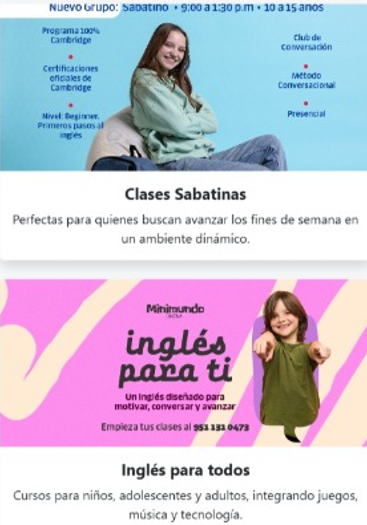 Nuevo Grupo: Sabatino • 9:00 a 1:30 p.m • 10 a 15 años
Programa 100%
Cambridge
Certificaciones
oficiales de
Cambridge
Nivel: Beginner.
Primeros pasos al
inglés
Club de
Conversación
Método
Conversacional
Presencial
Clases Sabatinas
Perfectas para quienes buscan avanzar los fines de semana en
un ambiente dinámico.
Minimundo
inglés
para ti
Un inglés diseñado para
motivar, conversar y avanzar
Empieza tus clases al 951 131 0473
Inglés para todos
Cursos para niños, adolescentes y adultos, integrando juegos,
música y tecnología.